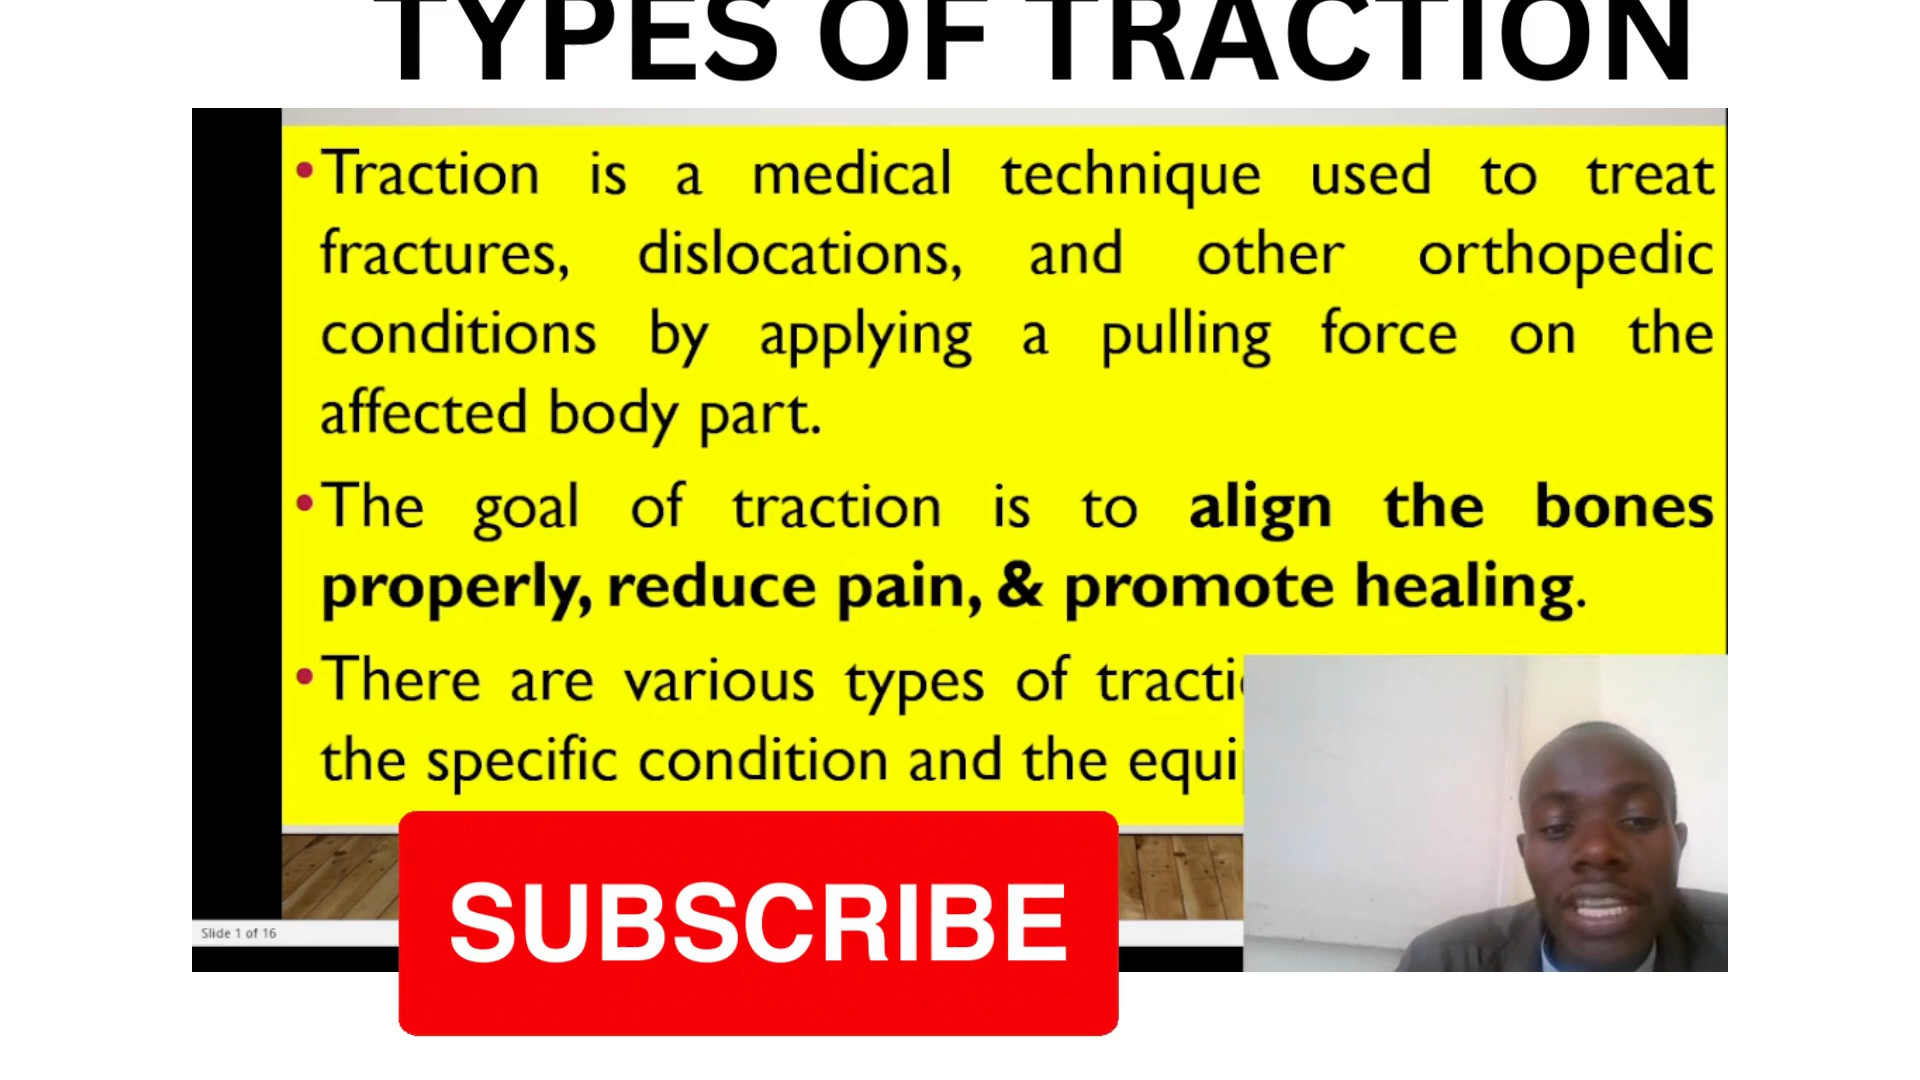 TYPES OF TRACTION
•Traction is a medical technique used to treat
fractures, dislocations, and other orthopedic
conditions by applying a pulling force on the
affected body part.
•The goal of traction is to align the bones
properly, reduce pain, & promote healing.
•There are various types of
the specific condition and the
SUBSCRIBE
Slide 1 of 16